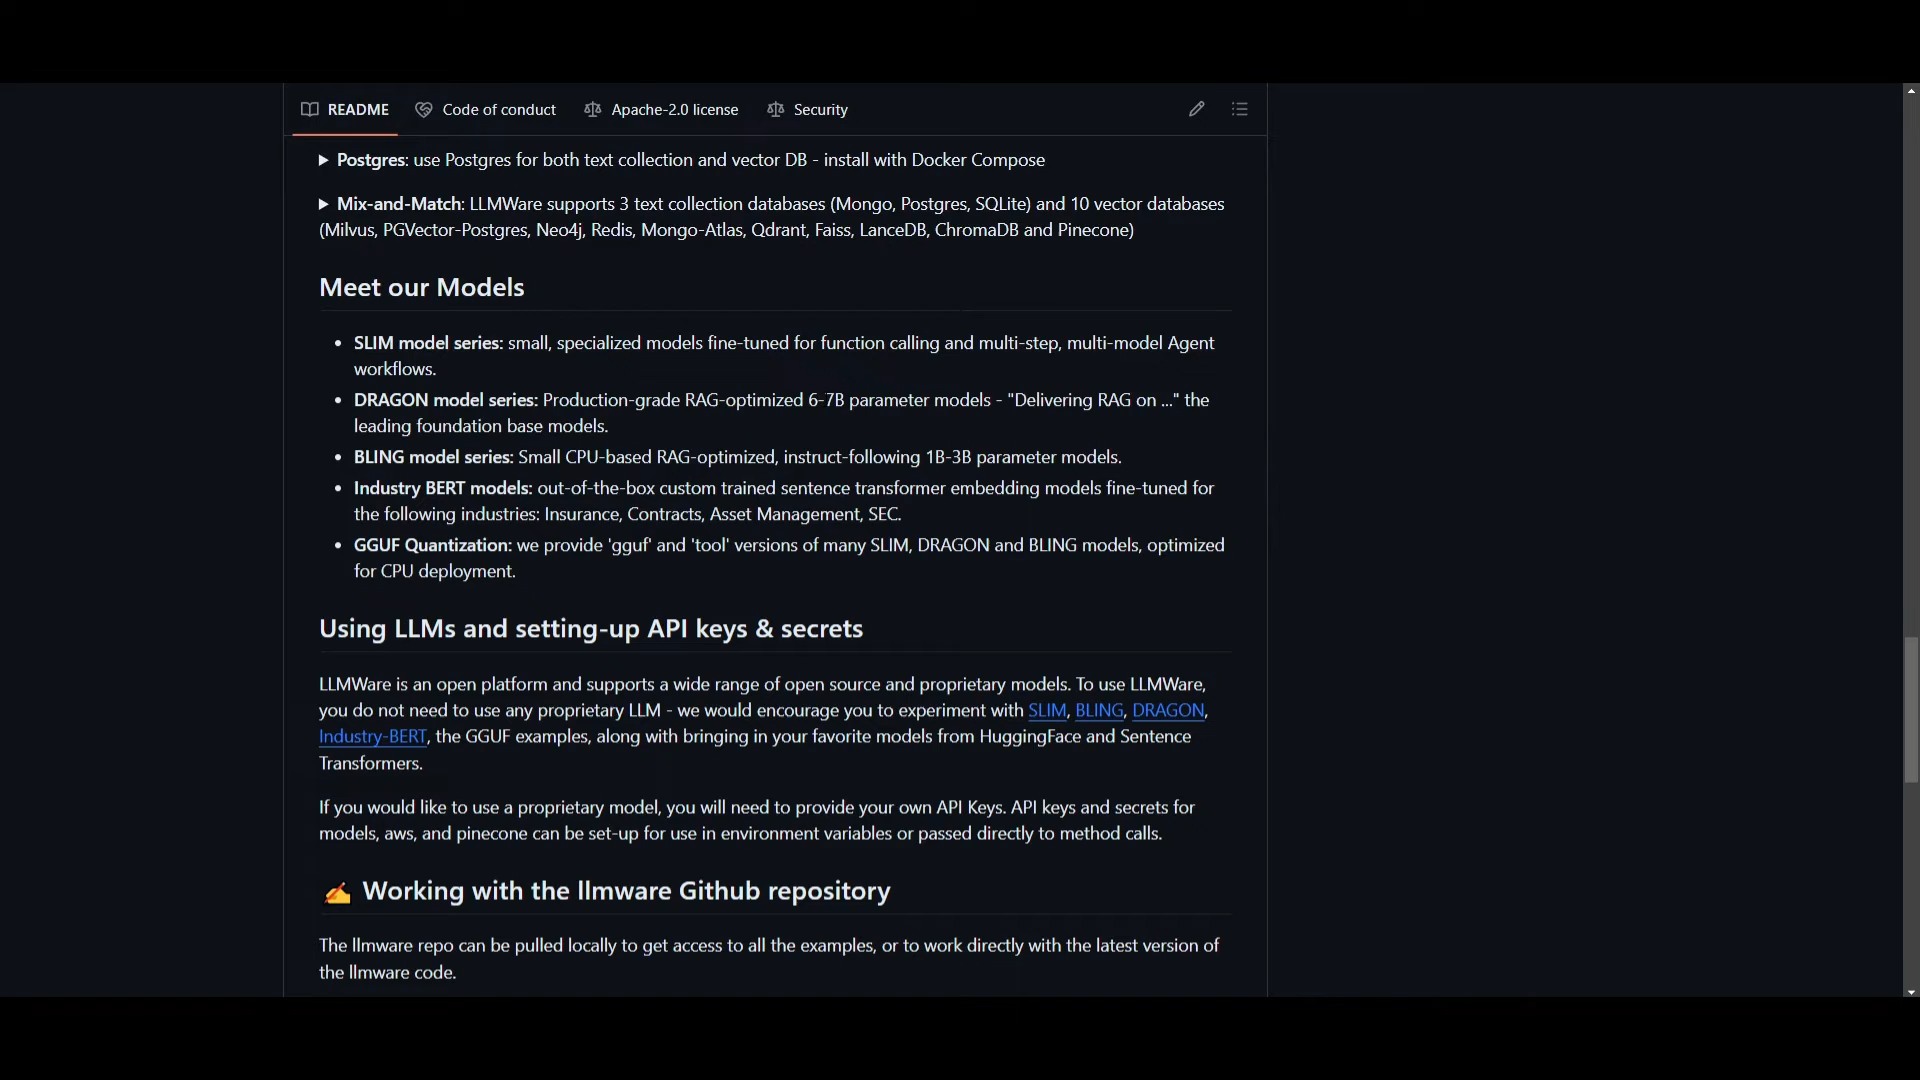 README Code of conduct Apache-2.0 license Security
Postgres: use Postgres for both text collection and vector DB - install with Docker Compose
Mix-and-Match: LLMWare supports 3 text collection databases (Mongo, Postgres, SQLite) and 10 vector databases
(Milvus, PGVector-Postgres, Neo4j, Redis, Mongo-Atlas, Qdrant, Faiss, LanceDB, ChromaDB and Pinecone)
Meet our Models
• SLIM model series: small, specialized models fine-tuned for function calling and multi-step, multi-model Agent
workflows.
• DRAGON model series: Production-grade RAG-optimized 6-7B parameter models - "Delivering RAG on ..." the
leading foundation base models.
• BLING model series: Small CPU-based RAG-optimized, instruct-following 1B-3B parameter models.
• Industry BERT models: out-of-the-box custom trained sentence transformer embedding models fine-tuned for
the following industries: Insurance, Contracts, Asset Management, SEC.
• GGUF Quantization: we provide 'gguf' and 'tool' versions of many SLIM, DRAGON and BLING models, optimized
for CPU deployment.
Using LLMs and setting-up API keys & secrets
LLMWare is an open platform and supports a wide range of open source and proprietary models. To use LLMWare,
you do not need to use any proprietary LLM - we would encourage you to experiment with SLIM, BLING, DRAGON,
Industry-BERT, the GGUF examples, along with bringing in your favorite models from HuggingFace and Sentence
Transformers.
If you would like to use a proprietary model, you will need to provide your own API Keys. API keys and secrets for
models, aws, and pinecone can be set-up for use in environment variables or passed directly to method calls.
✍️ Working with the llmware Github repository
The llmware repo can be pulled locally to get access to all the examples, or to work directly with the latest version of
the llmware code.